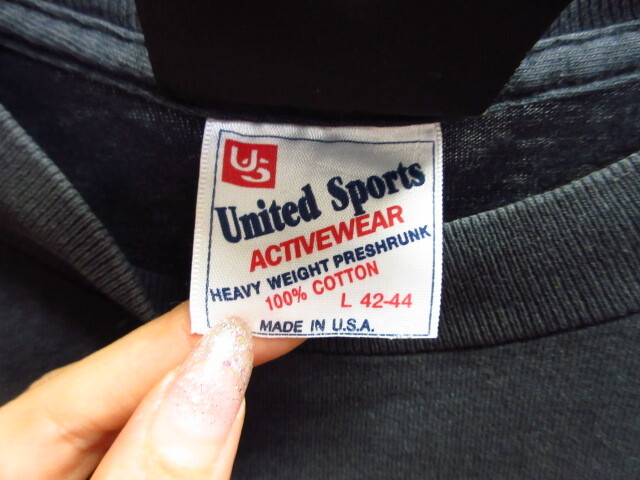 US
United Sports
ACTIVEWEAR
HEAVY WEIGHT PRESHRUNK
100% COTTON
L 42-44
MADE IN U.S.A.